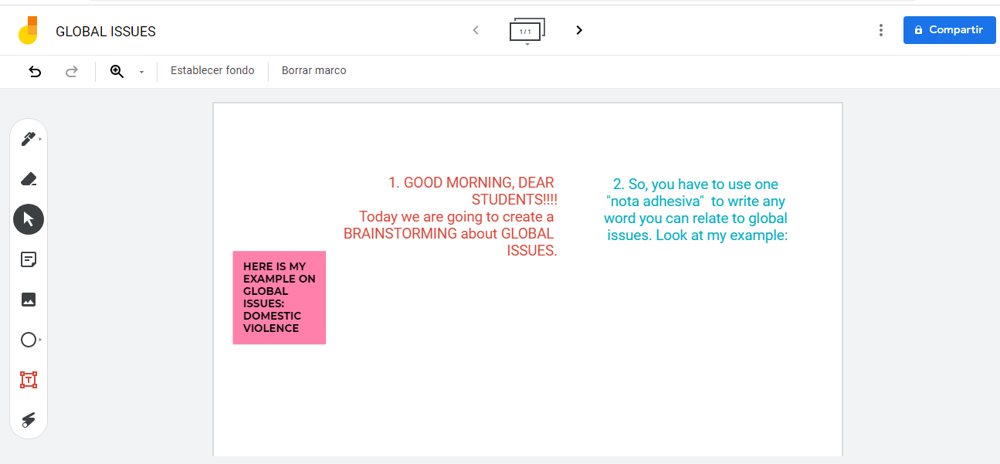 GLOBAL ISSUES
1/1
Compartir
Establecer fondo
Borrar marco
1. GOOD MORNING, DEAR
STUDENTS!!!!
Today we are going to create a
BRAINSTORMING about GLOBAL
ISSUES.
2. So, you have to use one
"nota adhesiva"  to write any
word you can relate to global
issues. Look at my example:
HERE IS MY
EXAMPLE ON
GLOBAL
ISSUES:
DOMESTIC
VIOLENCE
T